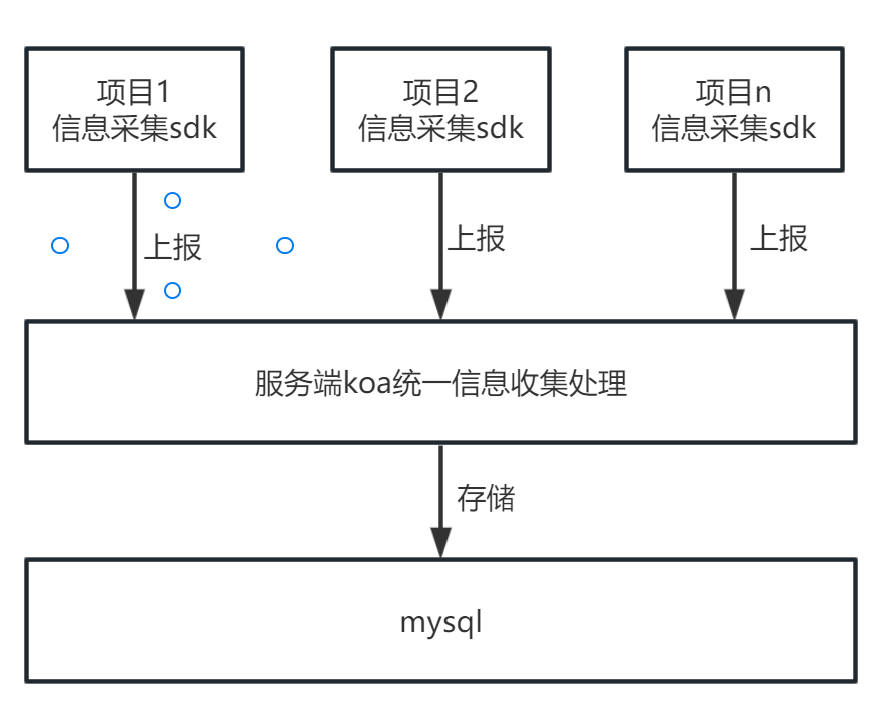 项目1
信息采集sdk
项目2
信息采集sdk
项目n
信息采集sdk
上报
上报
上报
服务端koa统一信息收集处理
存储
mysql